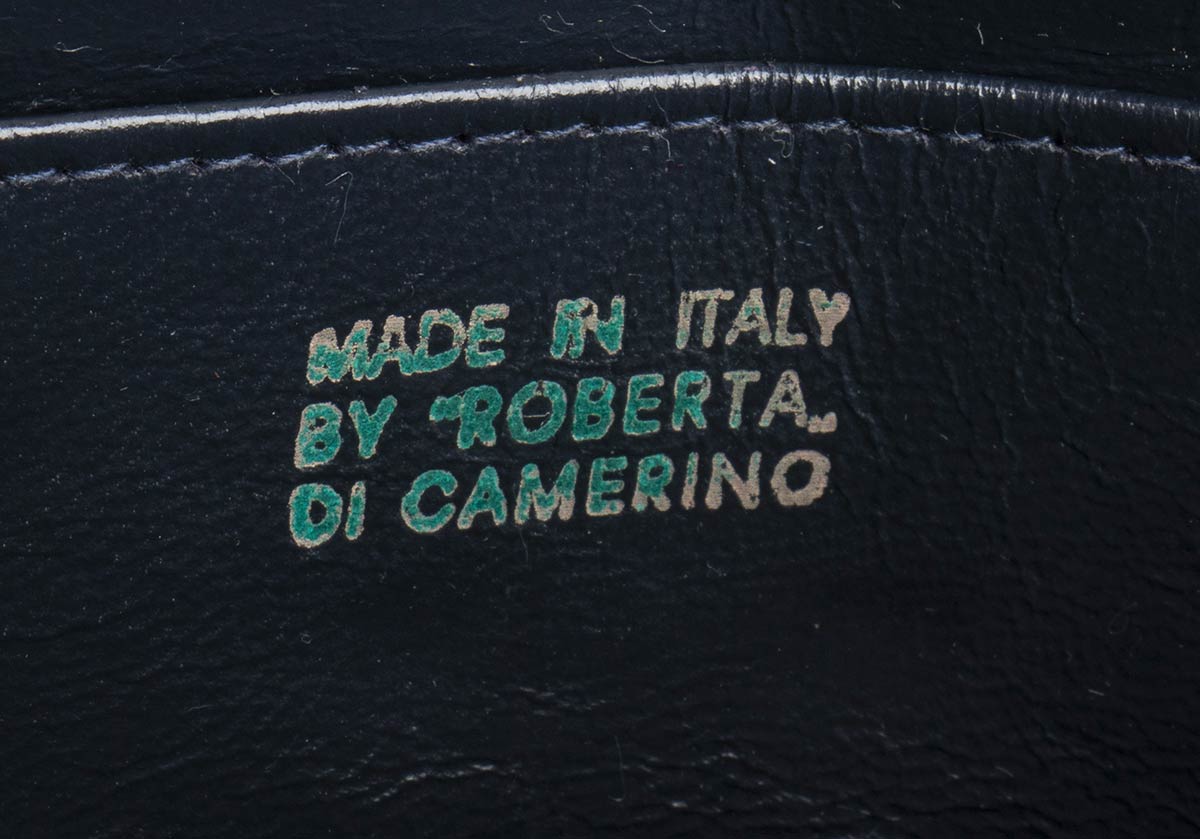 MADE IN ITALY
BY "ROBERTA„
DI CAMERINO